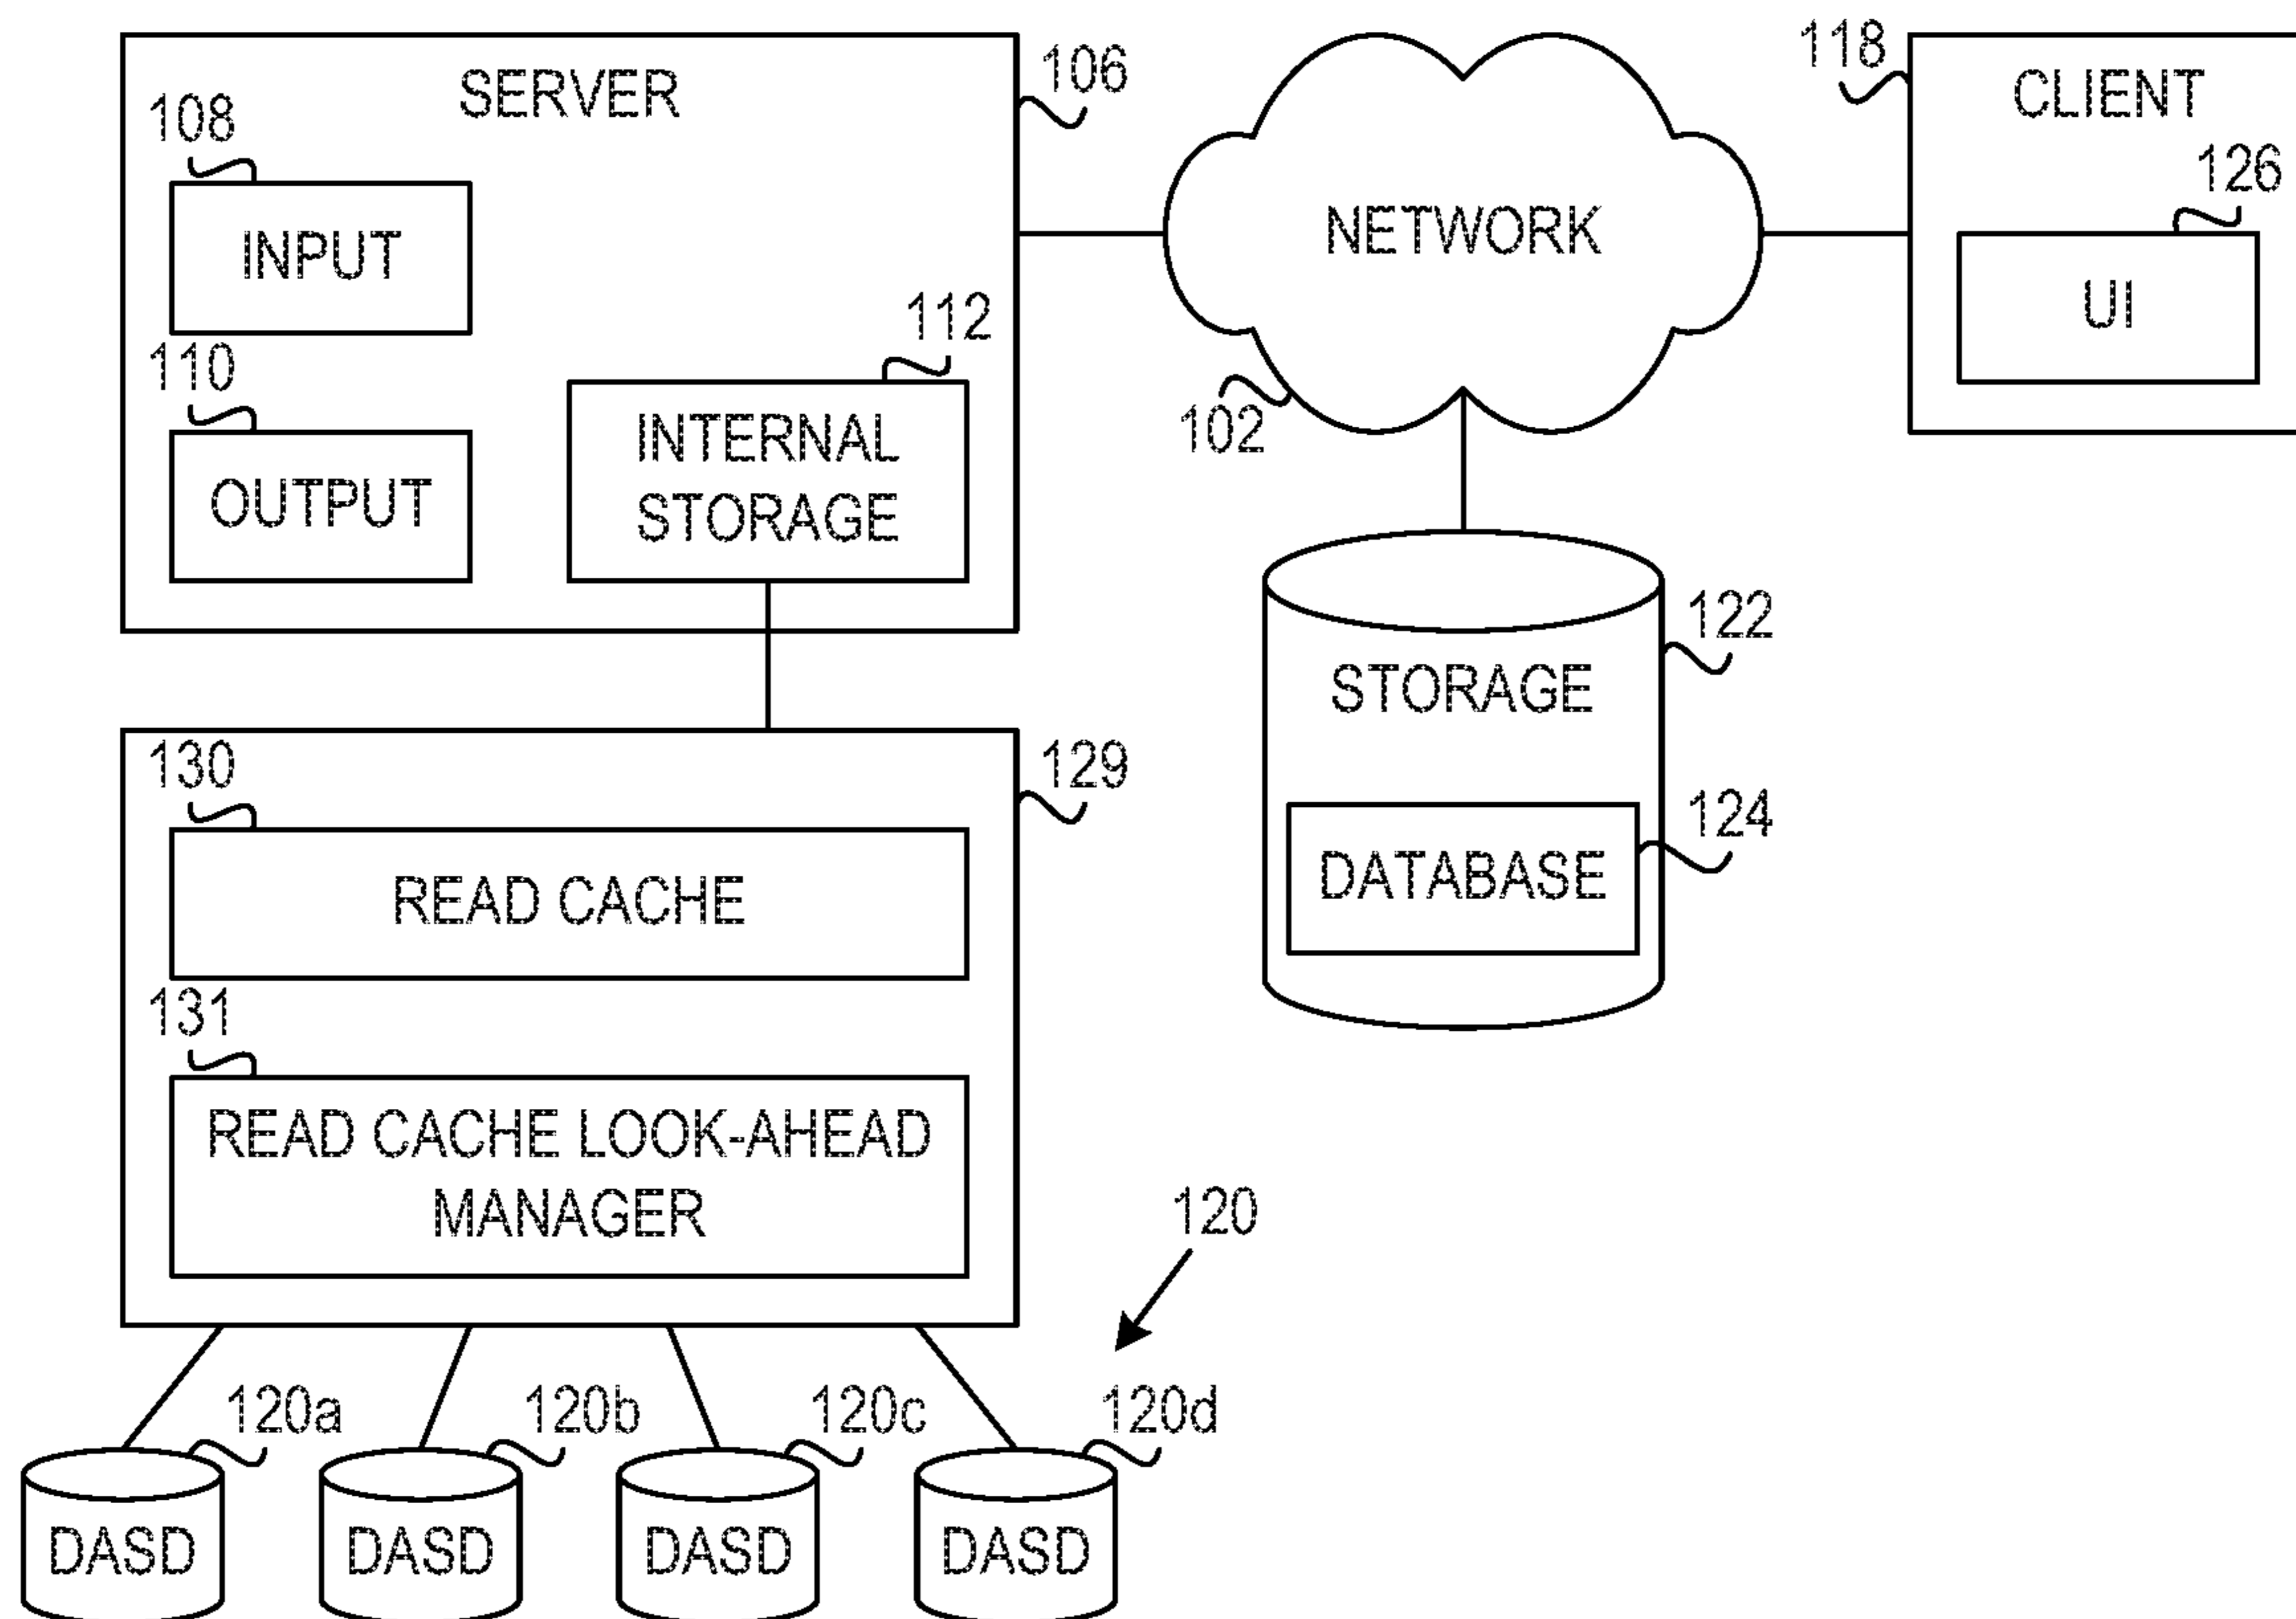 SERVER
106
108
INPUT
110
OUTPUT
112
INTERNAL
STORAGE
NETWORK
102
118
CLIENT
126
UI
122
STORAGE
124
DATABASE
129
130
READ CACHE
131
READ CACHE LOOK-AHEAD
MANAGER
120
120a
120b
120c
120d
DASD
DASD
DASD
DASD